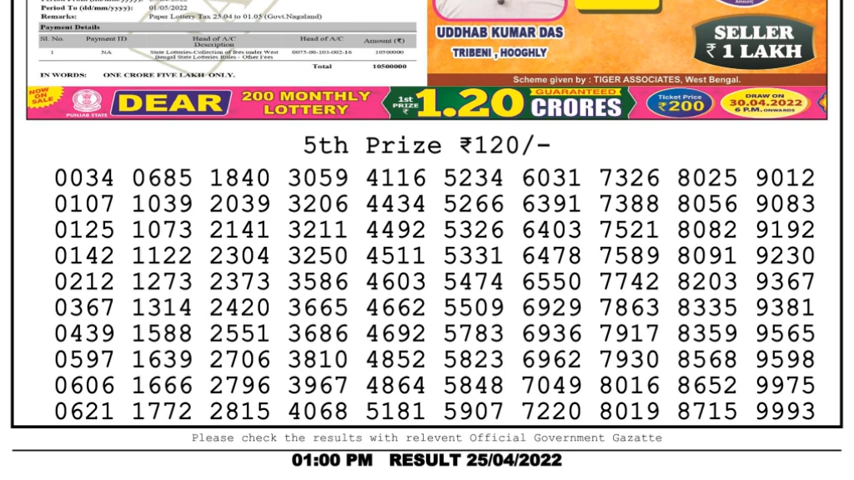 Period To (dd/mm/yyyy): 01/05/2022
Remarks: Paper Lottery Tax 25.04 to 01.05 (Govt.Nagaland)
Payment Details
Sl. No. Payment ID Head of A/C Description Head of A/C Amount (₹)
1 NA State Lotteries-Collection of fees under West 0075-00-103-002-16 10500000
Bengal State Lotteries Rules - Other Fees
Total 10500000
IN WORDS: ONE CRORE FIVE LAKH ONLY.
UDDHAB KUMAR DAS
TRIBENI , HOOGHLY
SELLER
₹ 1 LAKH
Scheme given by : TIGER ASSOCIATES, West Bengal.
NOW ON SALE
PUNJAB STATE
DEAR
200 MONTHLY
LOTTERY
1st PRIZE ₹
1.20
GUARANTEED
CRORES
Ticket Price
₹200
DRAW ON
30.04.2022
6 P.M. ONWARDS
5th Prize ₹120/-
0034 0685 1840 3059 4116 5234 6031 7326 8025 9012
0107 1039 2039 3206 4434 5266 6391 7388 8056 9083
0125 1073 2141 3211 4492 5326 6403 7521 8082 9192
0142 1122 2304 3250 4511 5331 6478 7589 8091 9230
0212 1273 2373 3586 4603 5474 6550 7742 8203 9367
0367 1314 2420 3665 4662 5509 6929 7863 8335 9381
0439 1588 2551 3686 4692 5783 6936 7917 8359 9565
0597 1639 2706 3810 4852 5823 6962 7930 8568 9598
0606 1666 2796 3967 4864 5848 7049 8016 8652 9975
0621 1772 2815 4068 5181 5907 7220 8019 8715 9993
Please check the results with relevent Official Government Gazatte
01:00 PM RESULT 25/04/2022